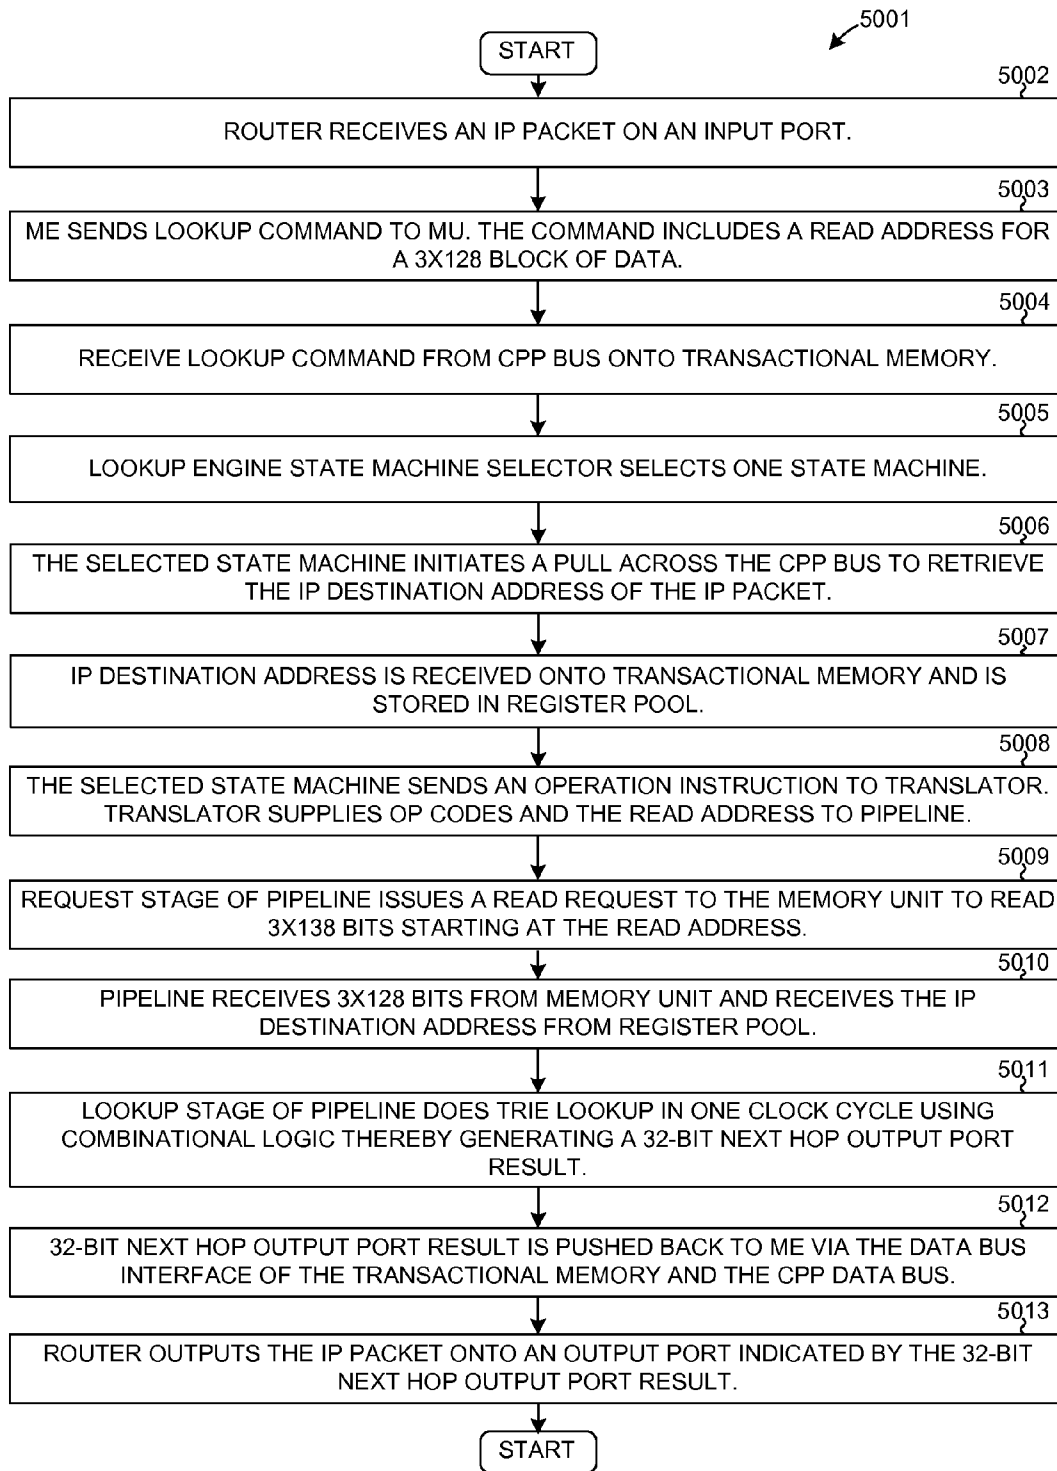 5001
START
5002
ROUTER RECEIVES AN IP PACKET ON AN INPUT PORT.
5003
ME SENDS LOOKUP COMMAND TO MU. THE COMMAND INCLUDES A READ ADDRESS FOR
A 3X128 BLOCK OF DATA.
5004
RECEIVE LOOKUP COMMAND FROM CPP BUS ONTO TRANSACTIONAL MEMORY.
5005
LOOKUP ENGINE STATE MACHINE SELECTOR SELECTS ONE STATE MACHINE.
5006
THE SELECTED STATE MACHINE INITIATES A PULL ACROSS THE CPP BUS TO RETRIEVE
THE IP DESTINATION ADDRESS OF THE IP PACKET.
5007
IP DESTINATION ADDRESS IS RECEIVED ONTO TRANSACTIONAL MEMORY AND IS
STORED IN REGISTER POOL.
5008
THE SELECTED STATE MACHINE SENDS AN OPERATION INSTRUCTION TO TRANSLATOR.
TRANSLATOR SUPPLIES OP CODES AND THE READ ADDRESS TO PIPELINE.
5009
REQUEST STAGE OF PIPELINE ISSUES A READ REQUEST TO THE MEMORY UNIT TO READ
3X138 BITS STARTING AT THE READ ADDRESS.
5010
PIPELINE RECEIVES 3X128 BITS FROM MEMORY UNIT AND RECEIVES THE IP
DESTINATION ADDRESS FROM REGISTER POOL.
5011
LOOKUP STAGE OF PIPELINE DOES TRIE LOOKUP IN ONE CLOCK CYCLE USING
COMBINATIONAL LOGIC THEREBY GENERATING A 32-BIT NEXT HOP OUTPUT PORT
RESULT.
5012
32-BIT NEXT HOP OUTPUT PORT RESULT IS PUSHED BACK TO ME VIA THE DATA BUS
INTERFACE OF THE TRANSACTIONAL MEMORY AND THE CPP DATA BUS.
5013
ROUTER OUTPUTS THE IP PACKET ONTO AN OUTPUT PORT INDICATED BY THE 32-BIT
NEXT HOP OUTPUT PORT RESULT.
START